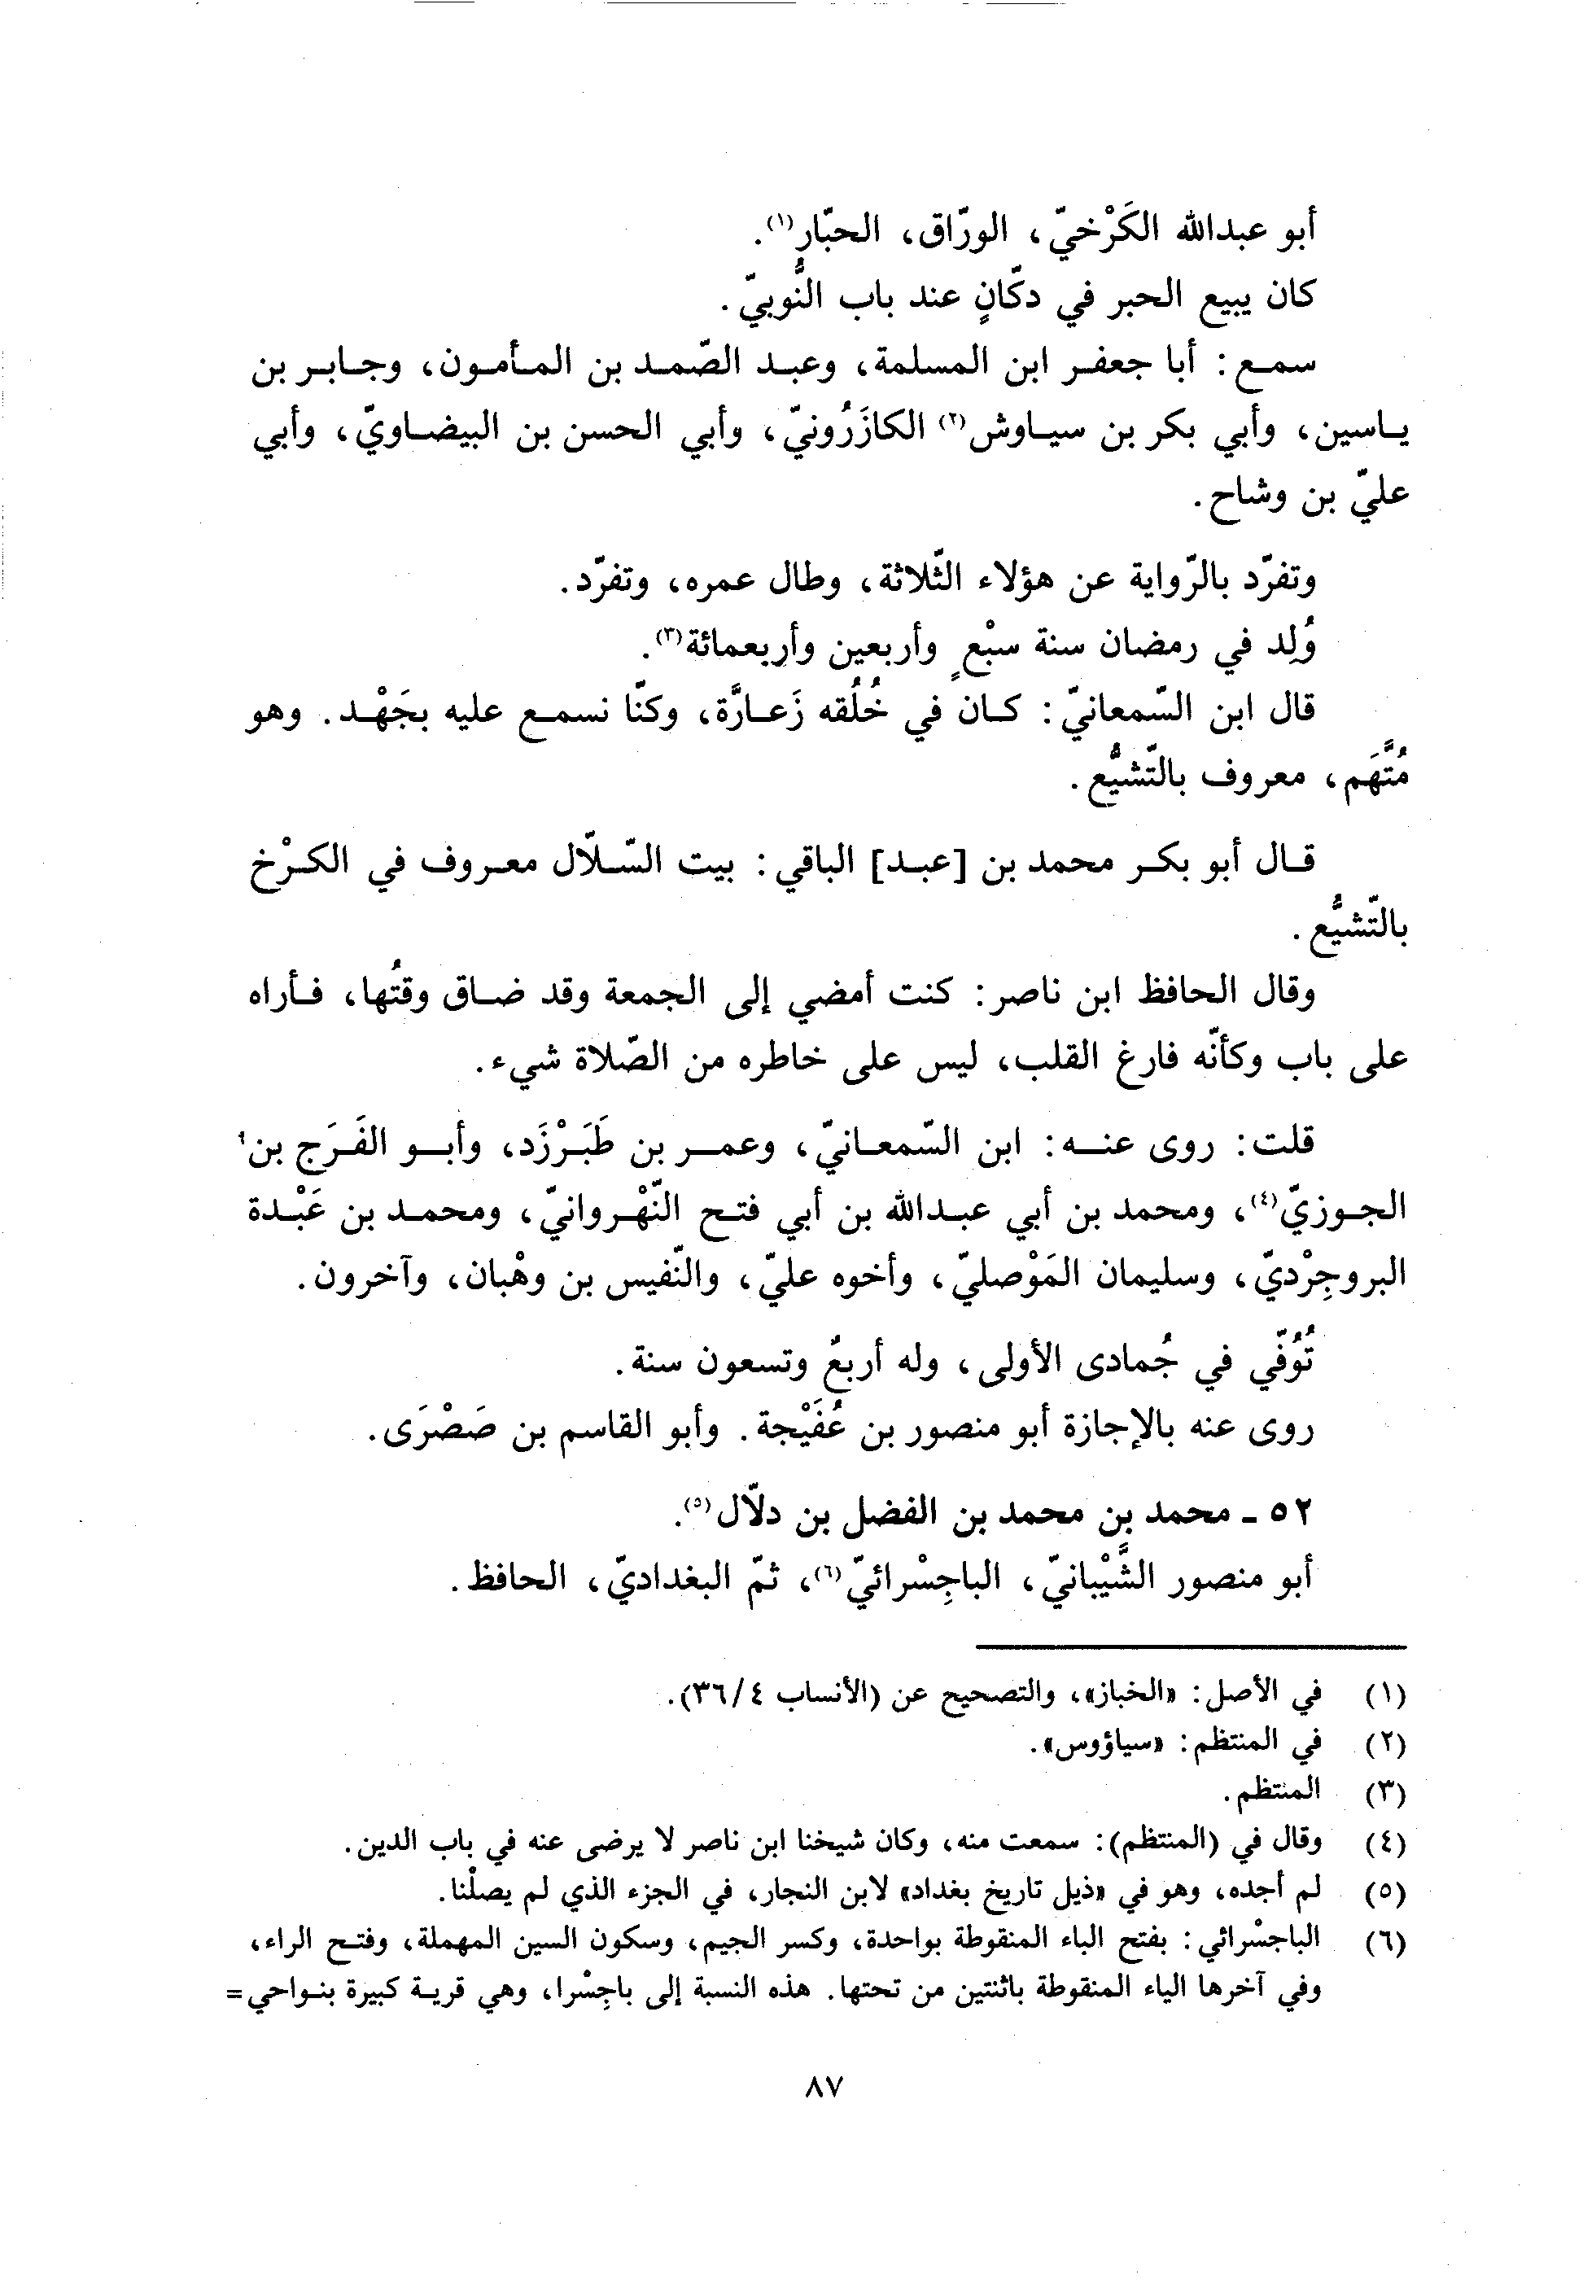 أبو عبدالله الكَرْخيّ، الورّاق، الحبّار(١).
كان يبيع الحبر في دكّانٍ عند باب النُّوبيّ.
سمع: أبا جعفر ابن المسلمة، وعبد الصّمد بن المأمون، وجابر بن
ياسين، وأبي بكر بن سياوش(٢) الكازَرُونيّ، وأبي الحسن بن البيضاويّ، وأبي
عليّ بن وشاح.
وتفرّد بالرّواية عن هؤلاء الثّلاثة، وطال عمره، وتفرّد.
وُلِد في رمضان سنة سبْعٍ وأربعين وأربعمائة(٣).
قال ابن السّمعانيّ: كان في خُلُقه زَعارَّة، وكنّا نسمع عليه بجَهْد. وهو
مُتَّهَم، معروف بالتّشيُّع.
قال أبو بكر محمد بن [عبد] الباقي: بيت السّلّال معروف في الكرْخ
بالتّشيُّع.
وقال الحافظ ابن ناصر: كنت أمضي إلى الجمعة وقد ضاق وقتُها، فأراه
على باب وكأنّه فارغ القلب، ليس على خاطره من الصّلاة شيء.
قلت: روى عنه: ابن السّمعانيّ، وعمر بن طَبَرْزَد، وأبو الفَرَج بن
الجوزيّ(٤)، ومحمد بن أبي عبدالله بن أبي فتح النّهْروانيّ، ومحمد بن عَبْدة
البروجِرْديّ، وسليمان المَوْصليّ، وأخوه عليّ، والنّفيس بن وهْبان، وآخرون.
تُوُفّي في جُمادى الأولى، وله أربعٌ وتسعون سنة.
روى عنه بالإجازة أبو منصور بن عُفَيْجة. وأبو القاسم بن صَصْرَى.
٥٢ - محمد بن محمد بن الفضل بن دلّال(٥).
أبو منصور الشَّيْبانيّ، الباجِسْرائيّ(٦)، ثمّ البغداديّ، الحافظ.
(١) في الأصل: «الخباز»، والتصحيح عن (الأنساب ٤/٣٦).
(٢) في المنتظم: «سياؤوس».
(٣) المنتظم.
(٤) وقال في (المنتظم): سمعت منه، وكان شيخنا ابن ناصر لا يرضى عنه في باب الدين.
(٥) لم أجده، وهو في «ذيل تاريخ بغداد» لابن النجار، في الجزء الذي لم يصلْنا.
(٦) الباجسْرائي: بفتح الباء المنقوطة بواحدة، وكسر الجيم، وسكون السين المهملة، وفتح الراء،
وفي آخرها الياء المنقوطة باثنتين من تحتها. هذه النسبة إلى باجِسْرا، وهي قرية كبيرة بنواحي=
٨٧